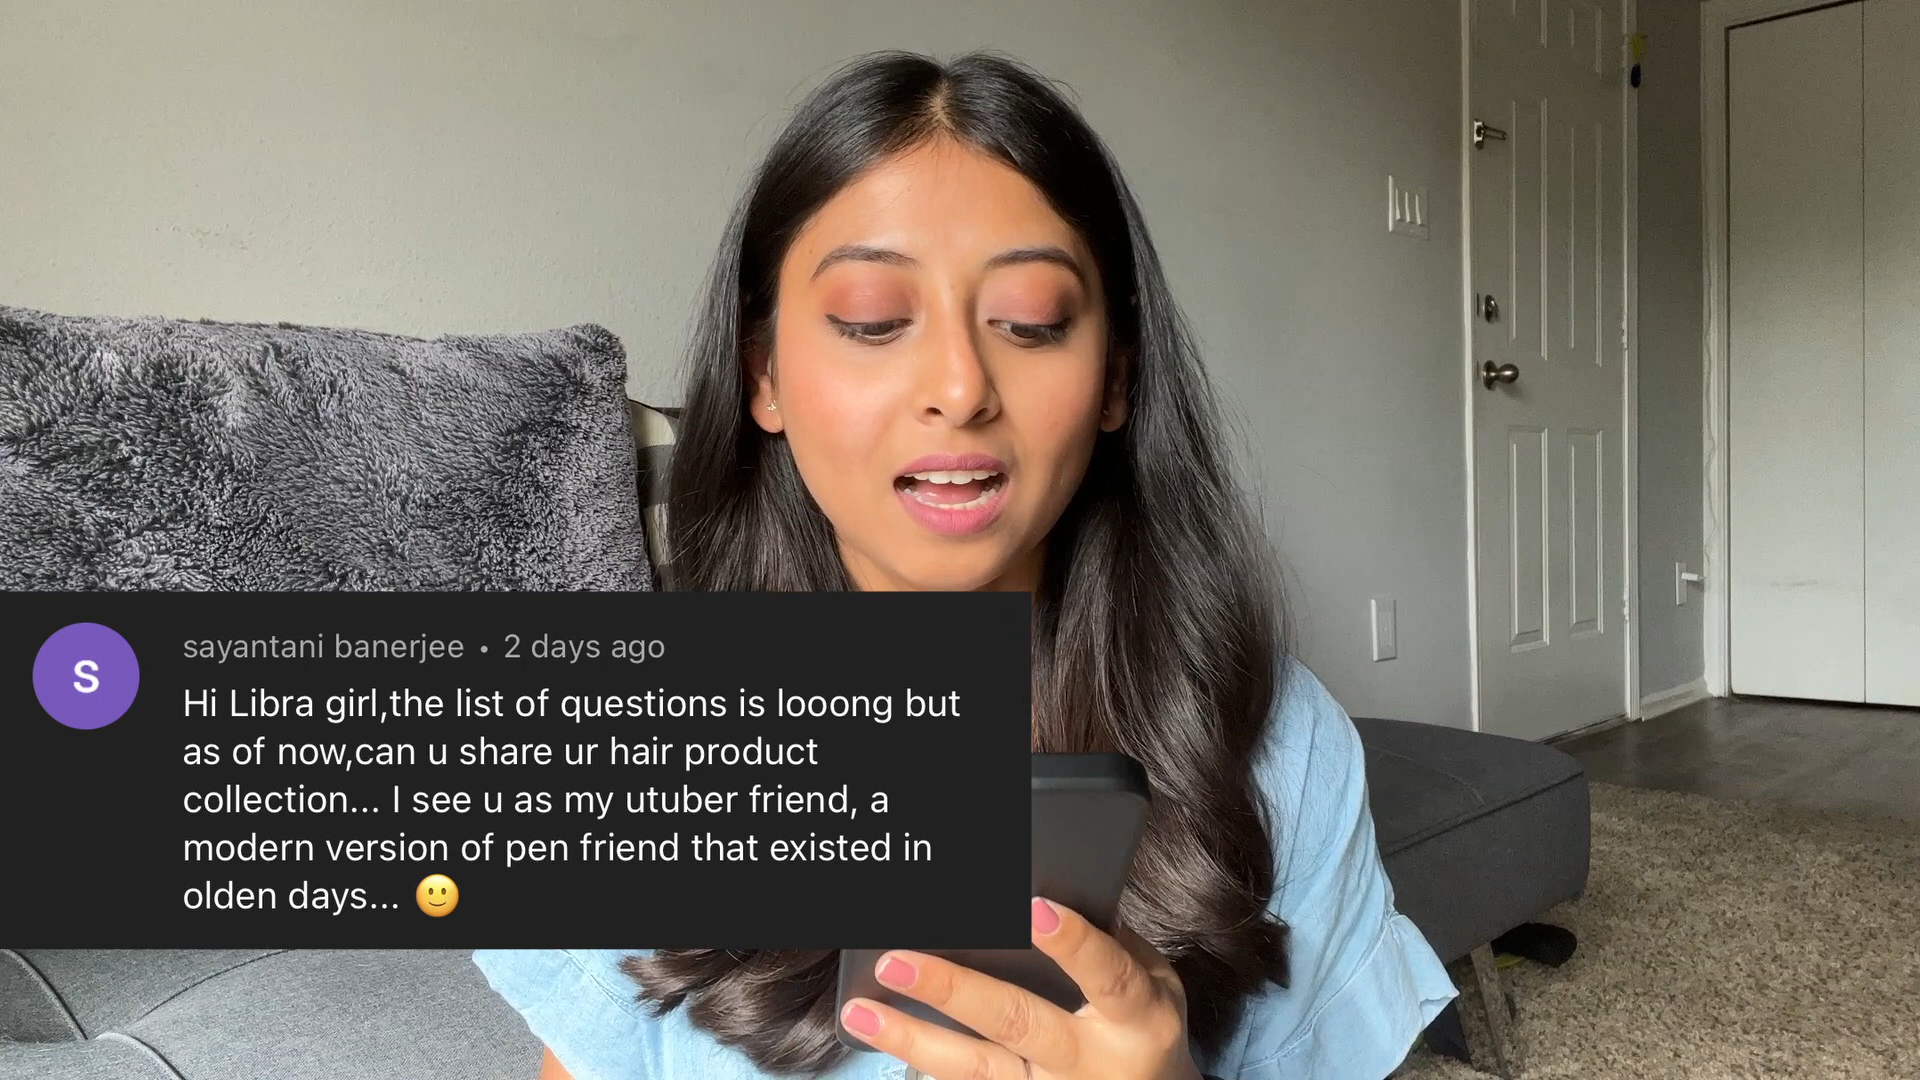 S
sayantani banerjee • 2 days ago
Hi Libra girl,the list of questions is looong but
as of now,can u share ur hair product
collection... I see u as my utuber friend, a
modern version of pen friend that existed in
olden days... 🙂